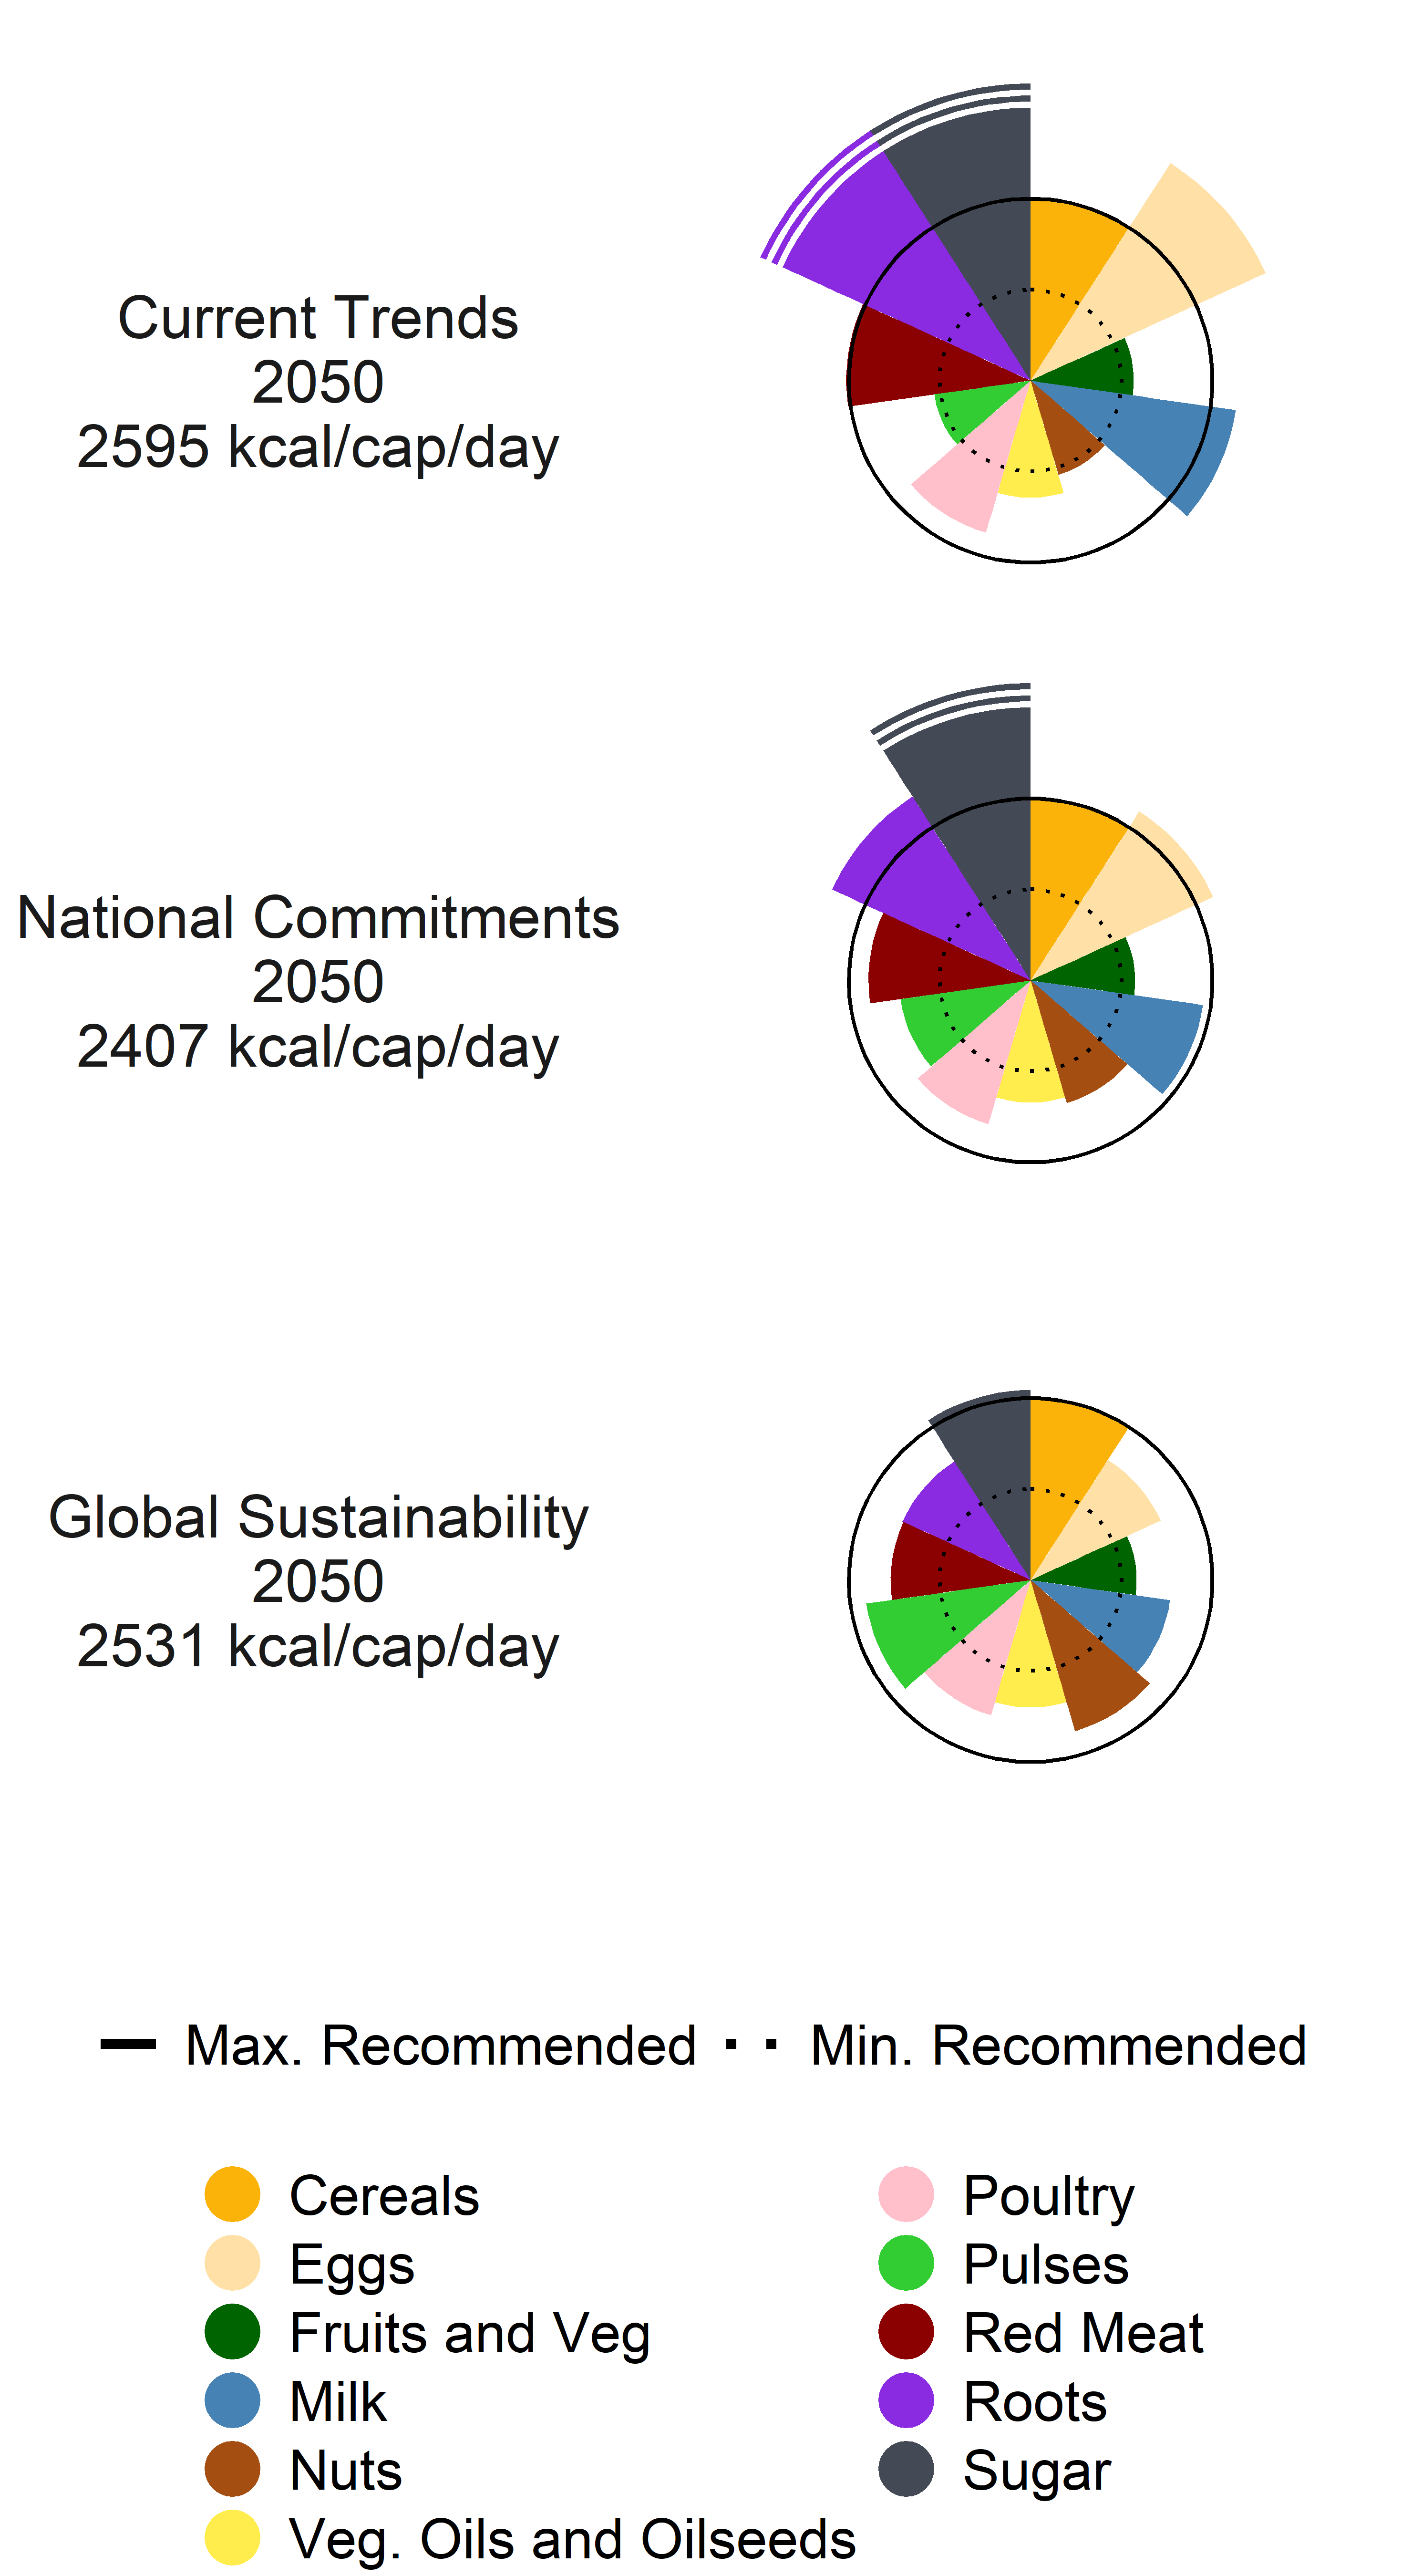 Current Trends
2050
2595 kcal/cap/day
National Commitments
2050
2407 kcal/cap/day
Global Sustainability
2050
2531 kcal/cap/day
Max. Recommended
Min. Recommended
Cereals
Eggs
Fruits and Veg
Milk
Nuts
Veg. Oils and Oilseeds
Poultry
Pulses
Red Meat
Roots
Sugar